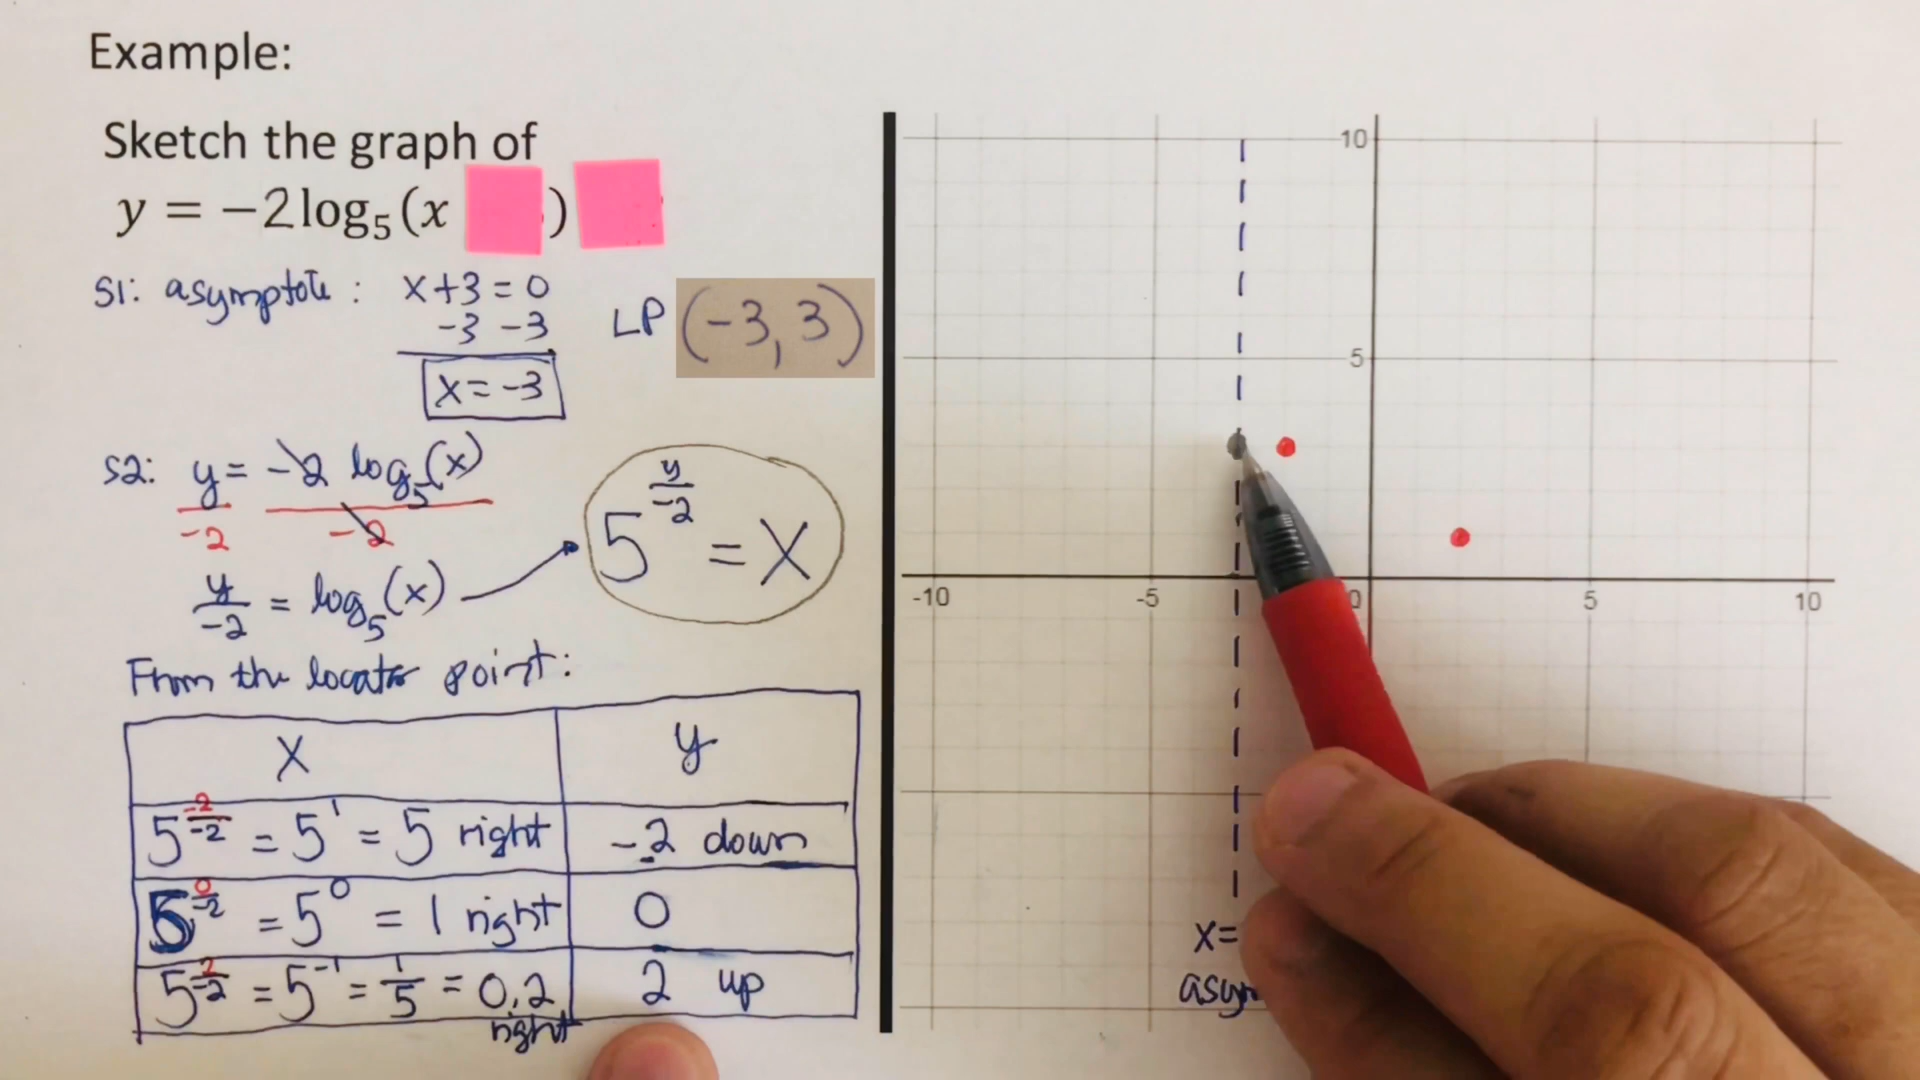 Example:
Sketch the graph of
y = −2log₅(x )
S1: asymptote : x+3=0
-3 -3
x=-3
LP (-3,3)
S2: y= -2 log₅(x)
-2 -2
y/-2 = log₅(x)
5^(y/-2) = X
From the locator point:
X y
5^(-2/-2) = 5^1 = 5 right -2 down
5^(0/-2) = 5^0 = 1 right 0
5^(2/-2) = 5^-1 = 1/5 = 0.2 2 up
right
10
5
-10 -5 0 5 10
x=